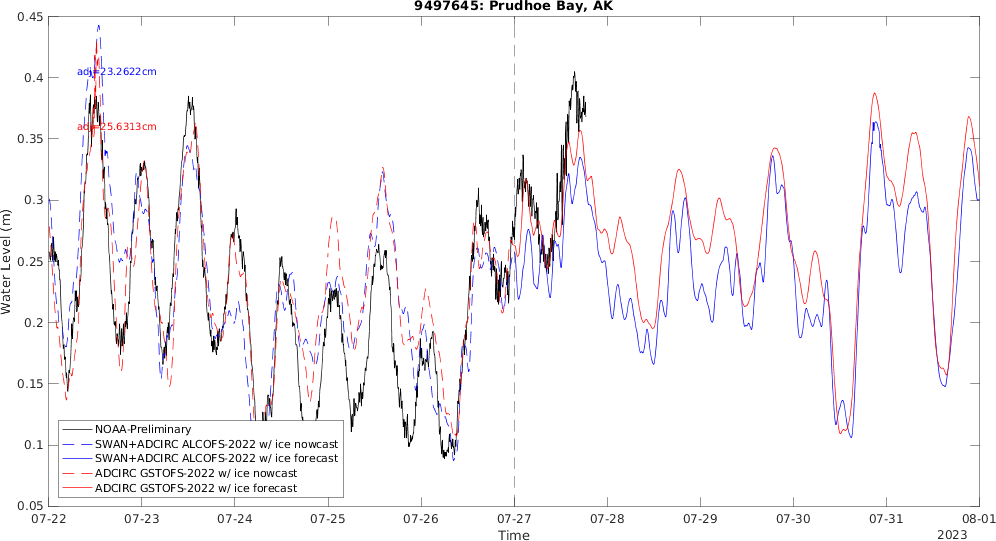 9497645: Prudhoe Bay, AK
0.45
0.4
0.35
0.3
0.25
0.2
0.15
0.1
0.05
Water Level (m)
adj=23.2622cm
adj=25.6313cm
NOAA-Preliminary
SWAN+ADCIRC ALCOFS-2022 w/ ice nowcast
SWAN+ADCIRC ALCOFS-2022 w/ ice forecast
ADCIRC GSTOFS-2022 w/ ice nowcast
ADCIRC GSTOFS-2022 w/ ice forecast
07-22 07-23 07-24 07-25 07-26 07-27 07-28 07-29 07-30 07-31 08-01
Time
2023